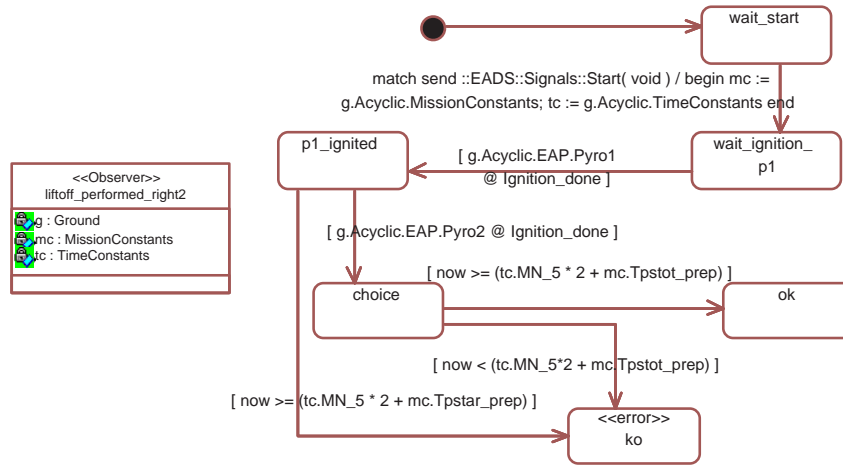 wait_start
match send ::EADS::Signals::Start( void ) / begin mc :=
g.Acyclic.MissionConstants; tc := g.Acyclic.TimeConstants end
p1_ignited
wait_ignition_
p1
[ g.Acyclic.EAP.Pyro1
@ Ignition_done ]
<<Observer>>
liftoff_performed_right2
g : Ground
mc : MissionConstants
tc : TimeConstants
[ g.Acyclic.EAP.Pyro2 @ Ignition_done ]
[ now >= (tc.MN_5 * 2 + mc.Tpstot_prep) ]
choice
ok
[ now < (tc.MN_5*2 + mc.Tpstot_prep) ]
[ now >= (tc.MN_5 * 2 + mc.Tpstar_prep) ]
<<error>>
ko